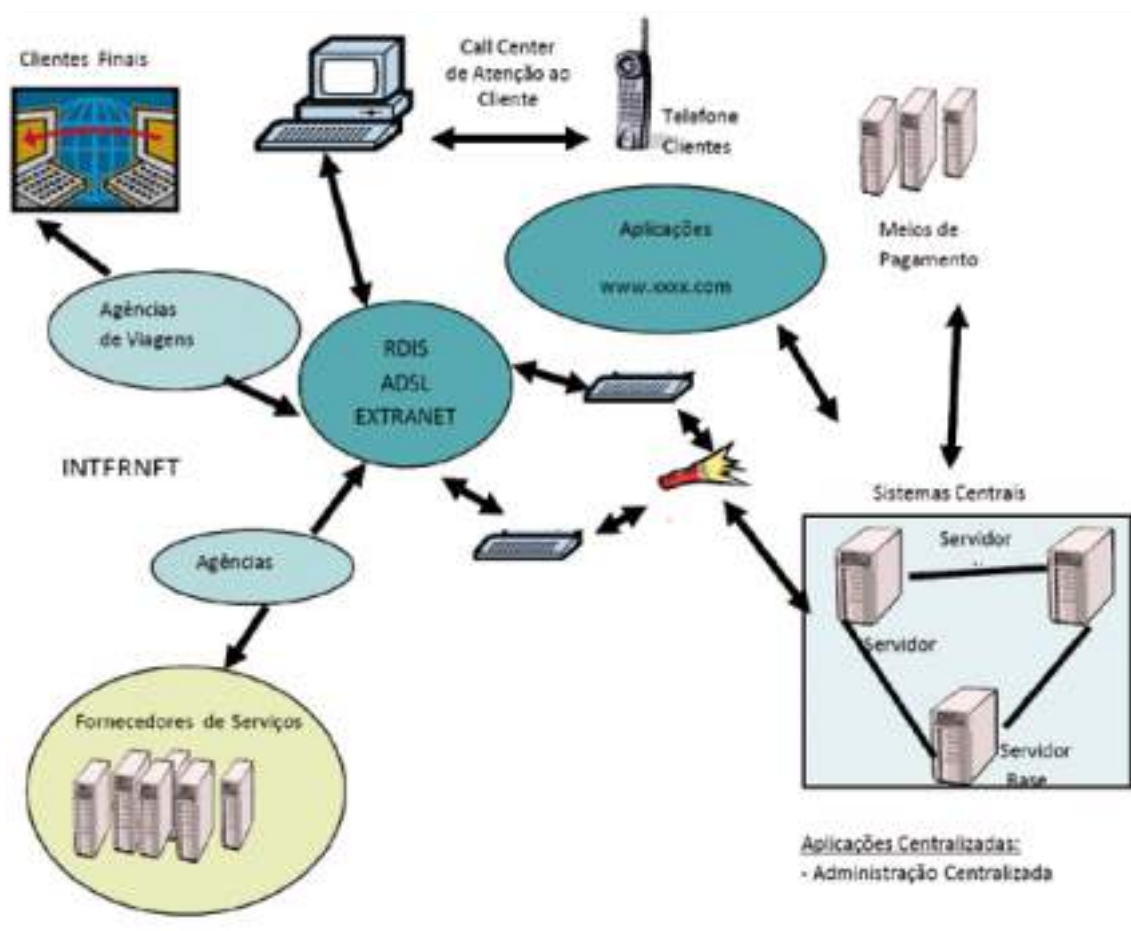 Clientes Finais
Call Center
de Atenção ao
Cliente
Telefone
Clientes
Aplicações
www.xxxx.com
Meios de
Pagamento
Agências
de Viagens
RDIS
ADSL
EXTRANET
INTERNET
Sistemas Centrais
Agências
Servidor
Servidor
Servidor
Base
Fornecedores de Serviços
Aplicações Centralizadas:
- Administração Centralizada